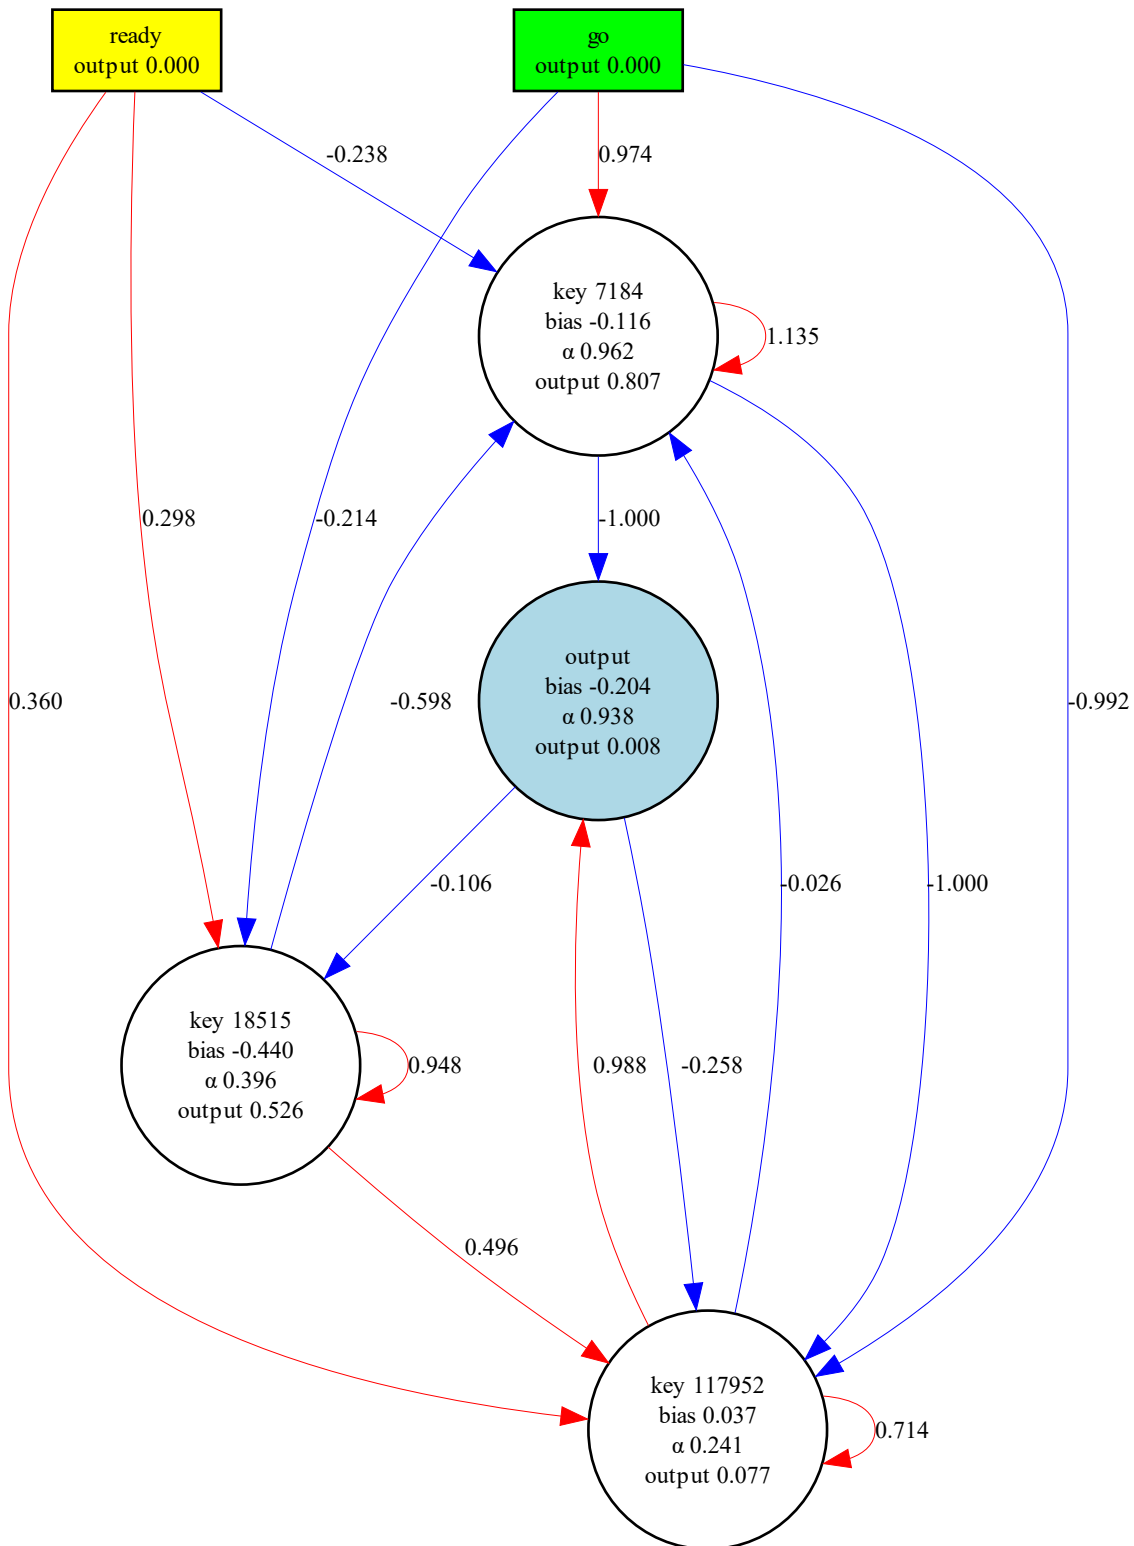 ready
output 0.000
go
output 0.000
-0.238
0.974
key 7184
bias -0.116
α 0.962
output 0.807
1.135
0.298
-0.214
-1.000
output
bias -0.204
α 0.938
output 0.008
0.360
-0.598
-0.992
-0.106
-0.026
-1.000
key 18515
bias -0.440
α 0.396
output 0.526
0.948
0.988
-0.258
0.496
key 117952
bias 0.037
α 0.241
output 0.077
0.714